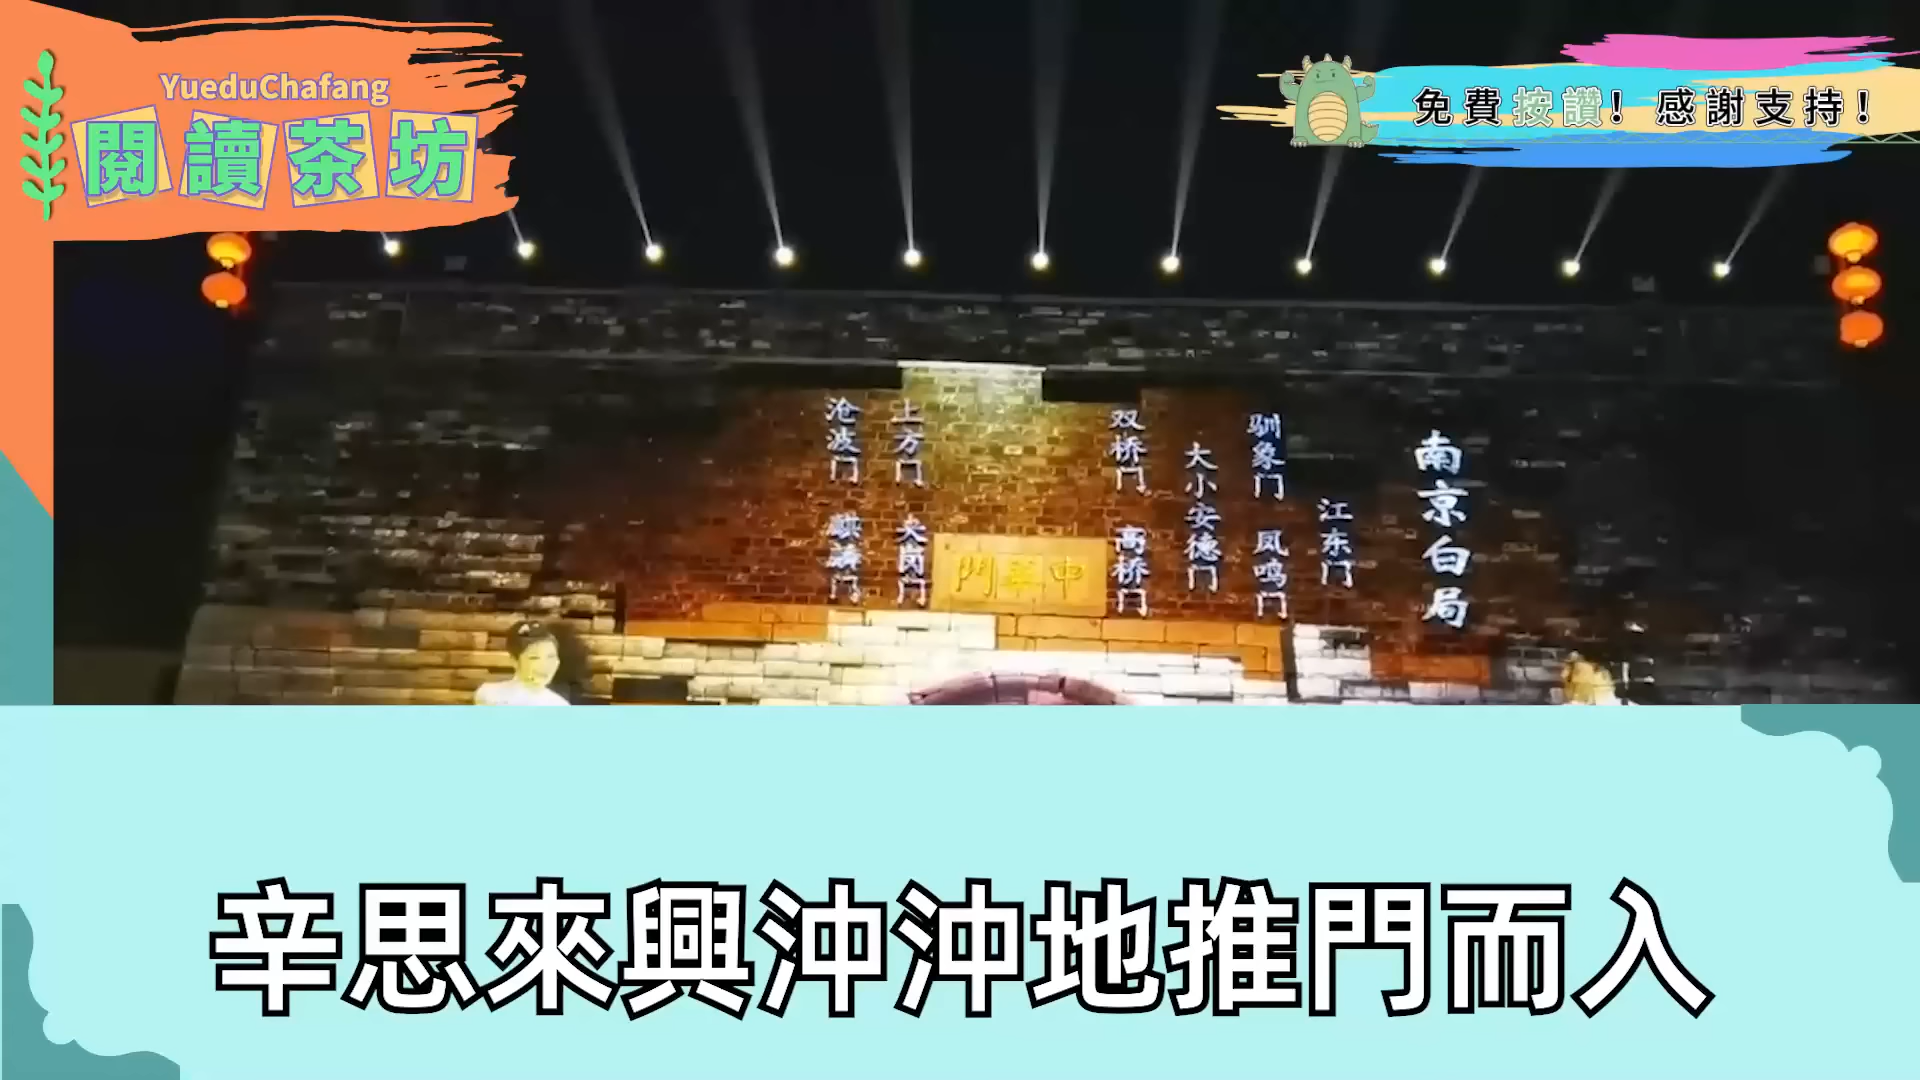 YueduChafang
閱讀茶坊
免費按讚！感謝支持！
南京白局
江东门
驯象门 凤鸣门
大小安德门
双桥门 高桥门
中華門
上方门 夹岗门
沧波门 麒麟门
辛思來興沖沖地推門而入